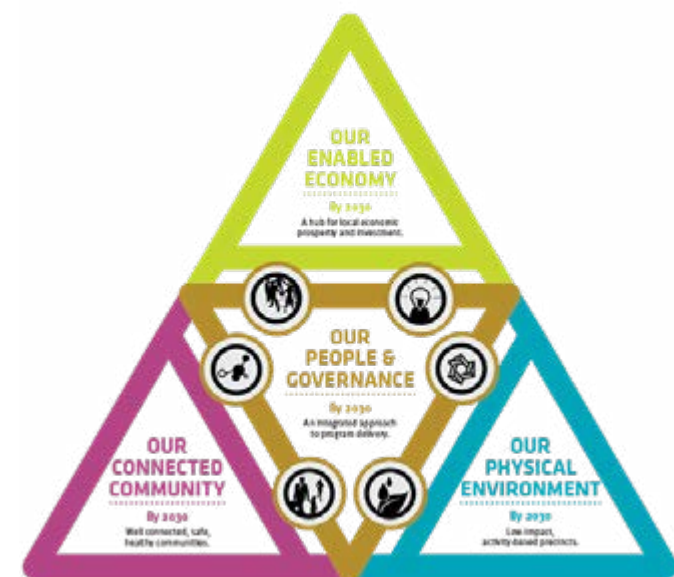 OUR
ENABLED
ECONOMY
By 2030
A hub for local economic
prosperity and investment.
OUR
PEOPLE &
GOVERNANCE
By 2030
An integrated approach
to program delivery.
OUR
CONNECTED
COMMUNITY
By 2030
Well connected, safe,
healthy communities.
OUR
PHYSICAL
ENVIRONMENT
By 2030
Low impact,
activity-based precincts.